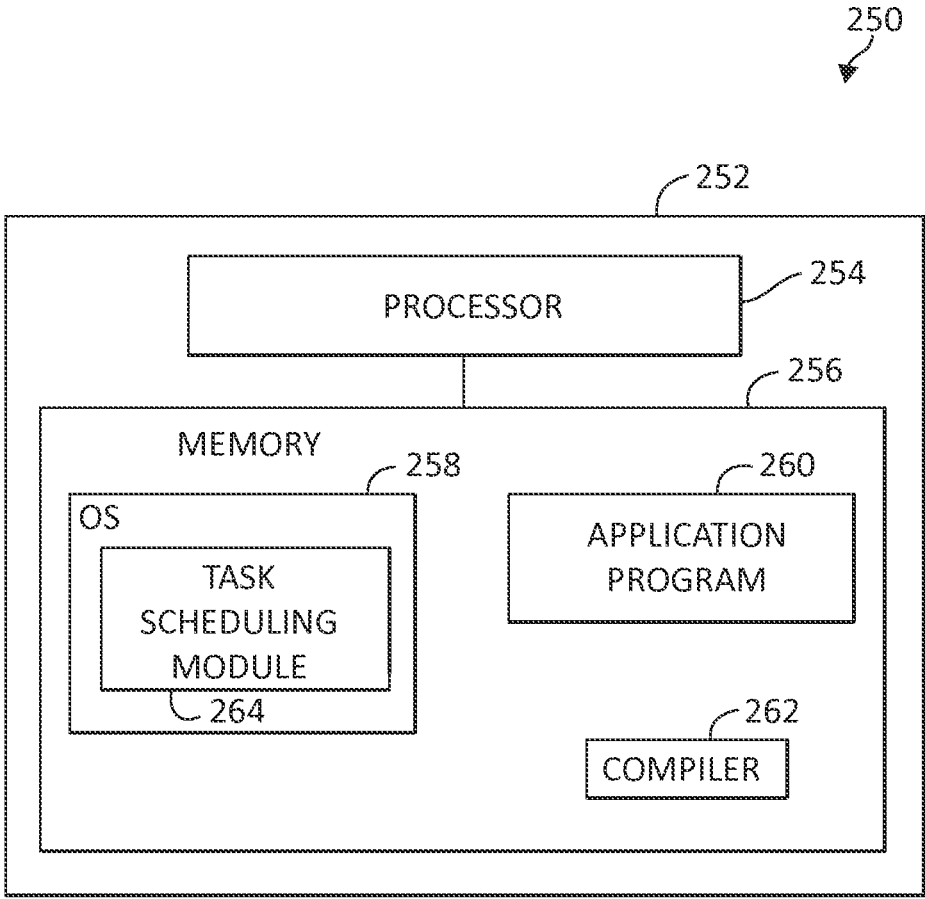 250
252
PROCESSOR
254
256
MEMORY
258
OS
TASK
SCHEDULING
MODULE
264
260
APPLICATION
PROGRAM
262
COMPILER